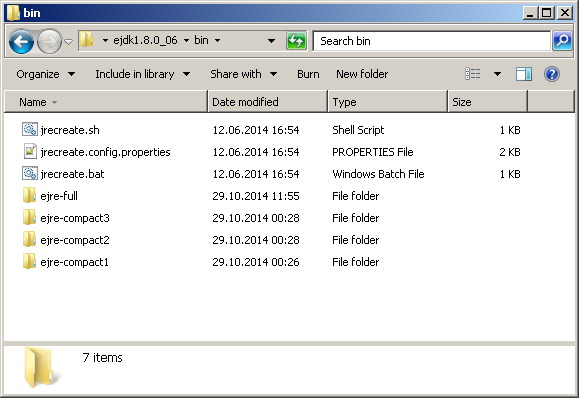 bin
ejdk1.8.0_06 bin Search bin
Organize Include in library Share with Burn New folder
Name Date modified Type Size
jrecreate.sh 12.06.2014 16:54 Shell Script 1 KB
jrecreate.config.properties 12.06.2014 16:54 PROPERTIES File 2 KB
jrecreate.bat 12.06.2014 16:54 Windows Batch File 1 KB
ejre-full 29.10.2014 11:55 File folder
ejre-compact3 29.10.2014 00:28 File folder
ejre-compact2 29.10.2014 00:28 File folder
ejre-compact1 29.10.2014 00:26 File folder
7 items